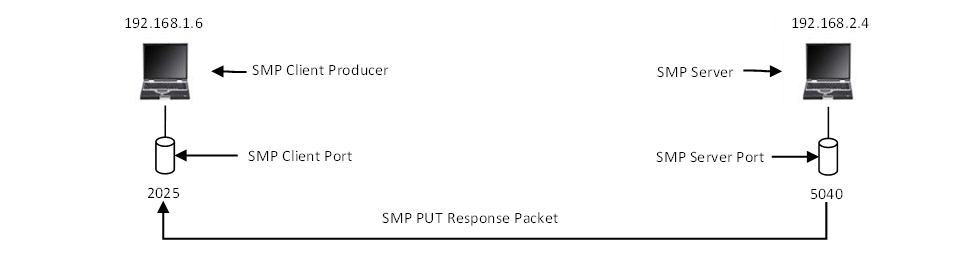 192.168.1.6
192.168.2.4
SMP Client Producer
SMP Server
SMP Client Port
SMP Server Port
2025
5040
SMP PUT Response Packet